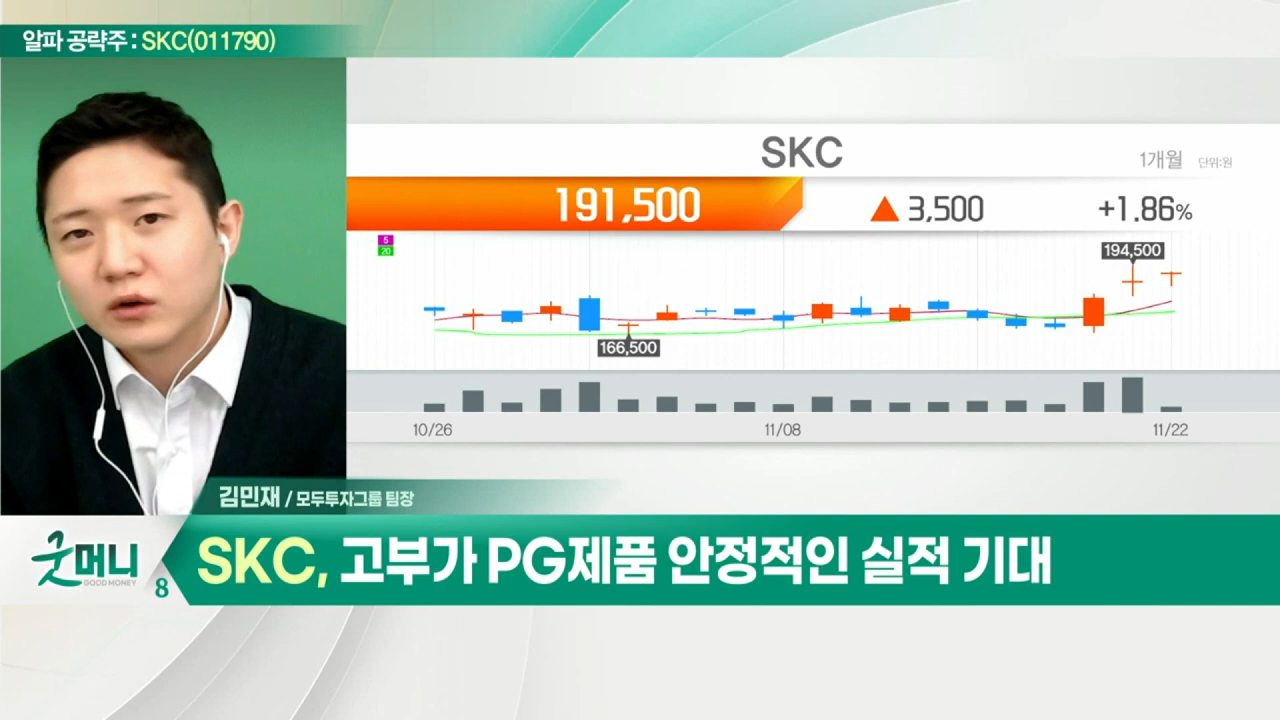 알파 공략주 : SKC(011790)
SKC
1개월 단위:원
191,500 ▲ 3,500 +1.86%
5
20
194,500
166,500
10/26 11/08 11/22
김민재 / 모두투자그룹 팀장
굿머니
GOOD MONEY
8
SKC, 고부가 PG제품 안정적인 실적 기대